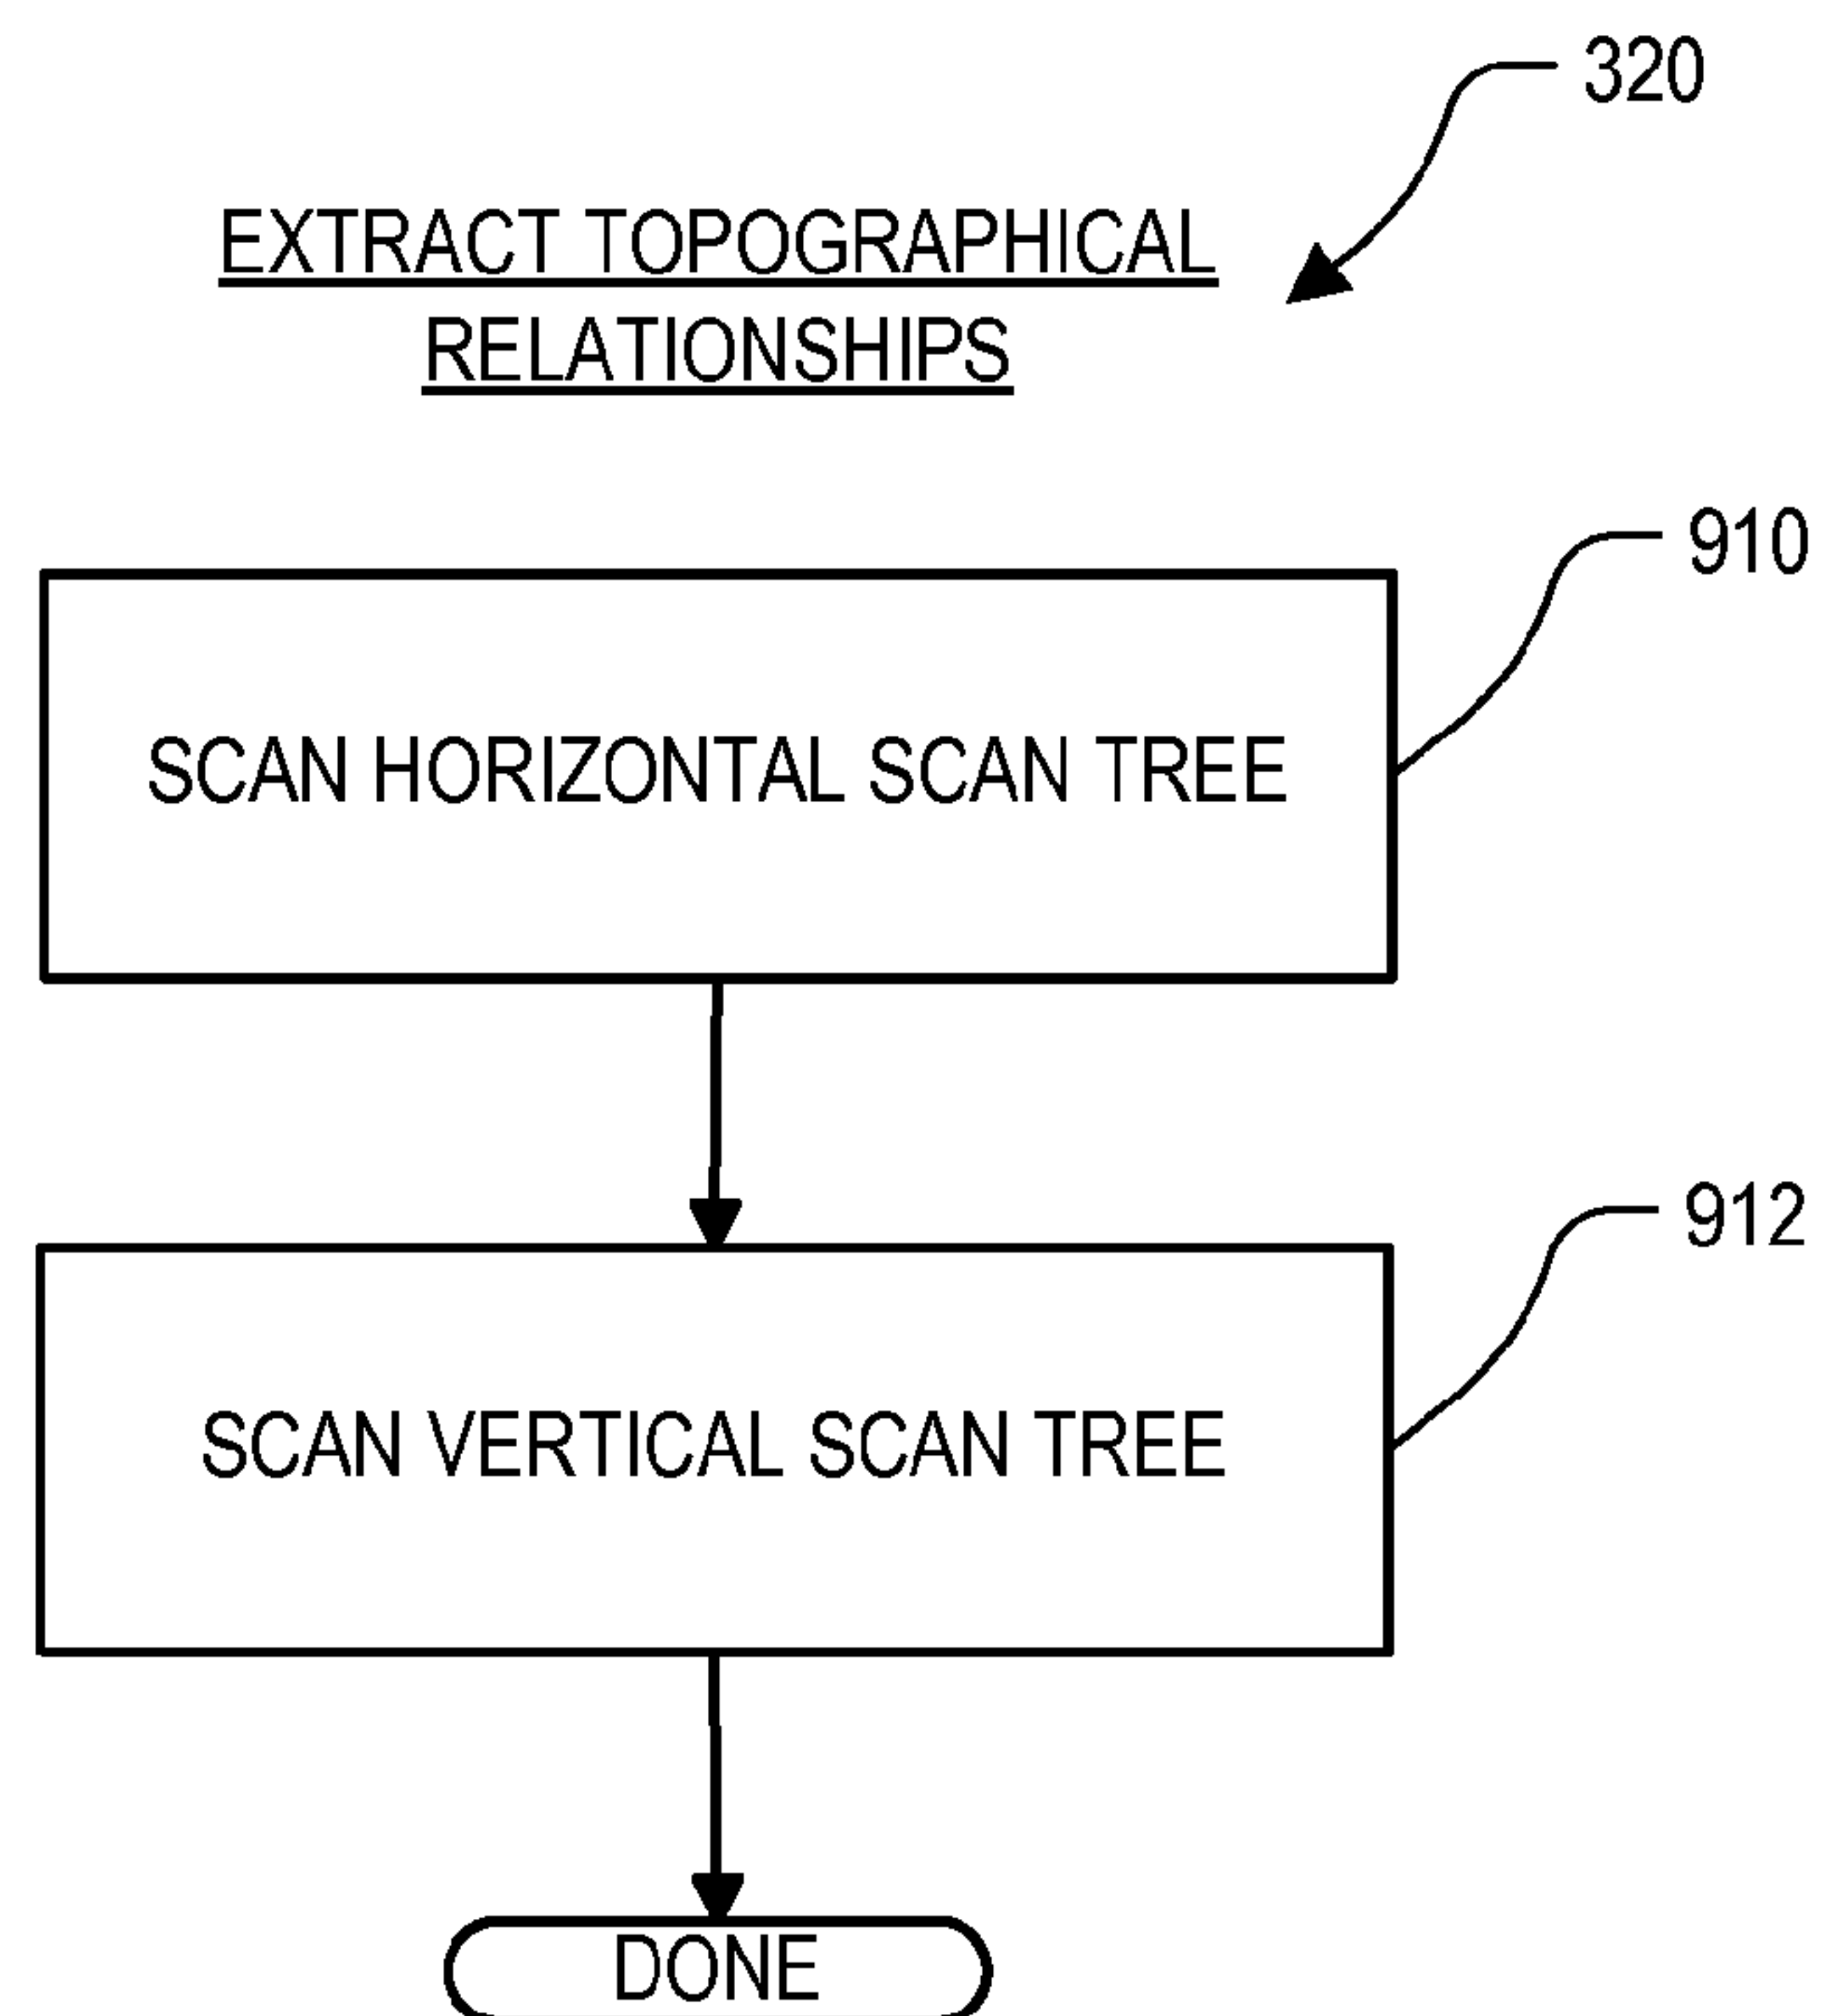 320
EXTRACT TOPOGRAPHICAL
RELATIONSHIPS
910
SCAN HORIZONTAL SCAN TREE
912
SCAN VERTICAL SCAN TREE
DONE